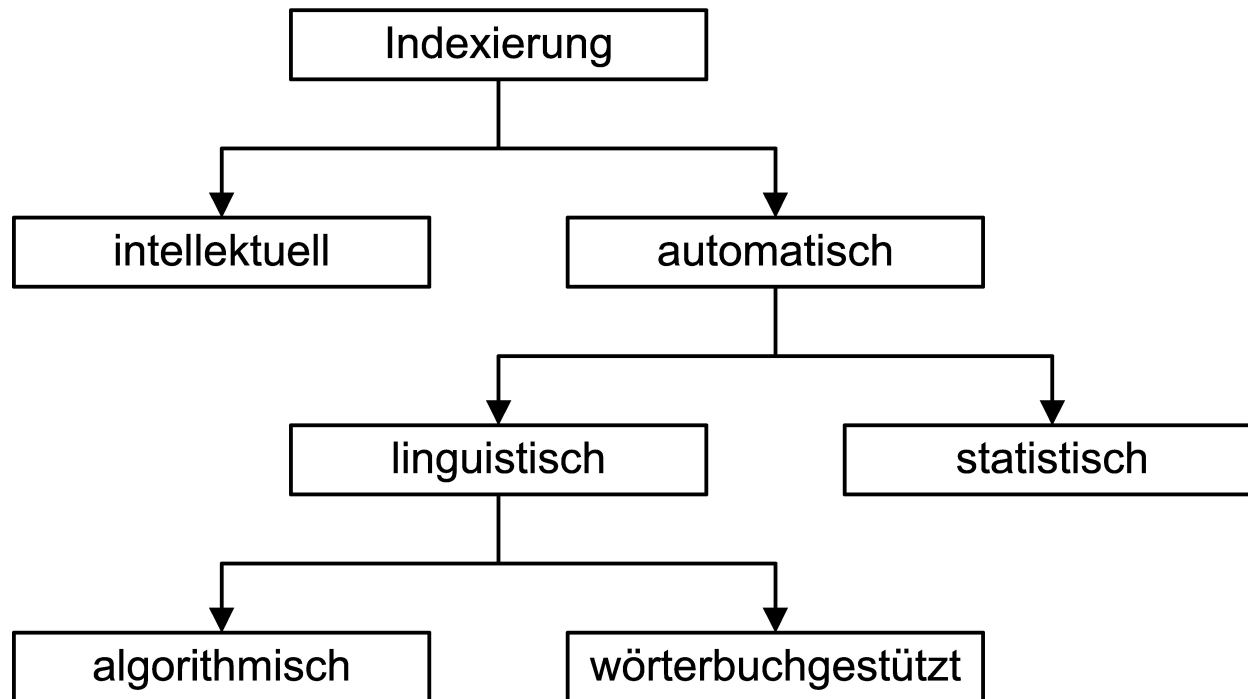 Indexierung
intellektuell
automatisch
linguistisch
statistisch
algorithmisch
wörterbuchgestützt